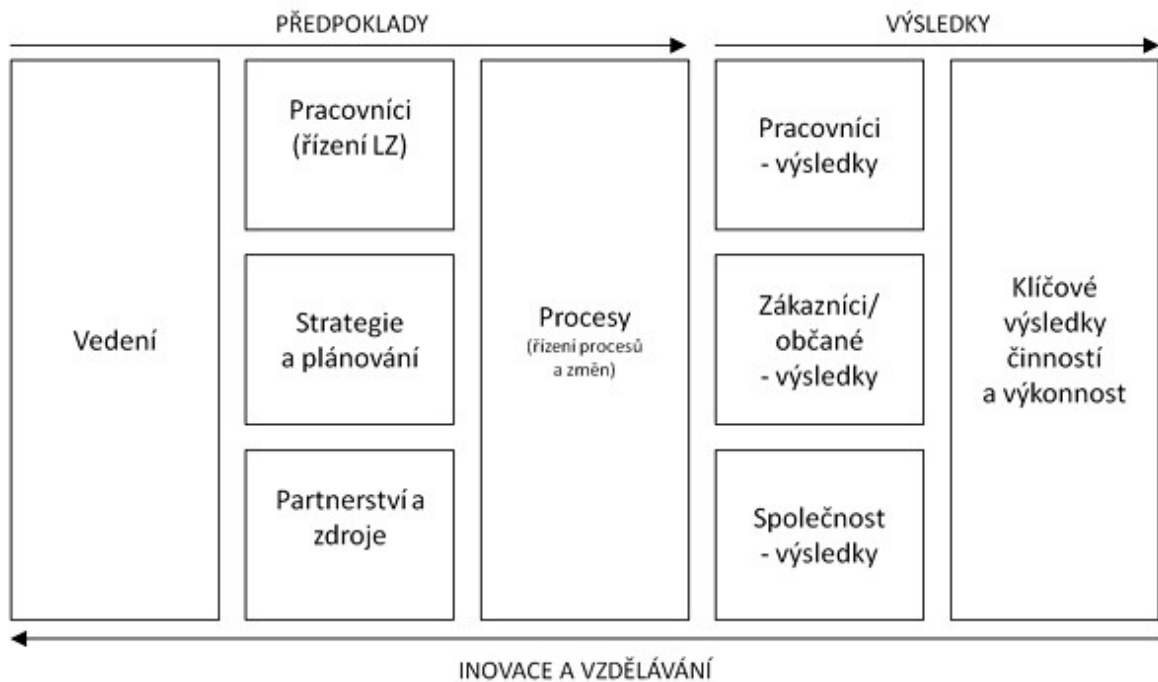 PŘEDPOKLADY
VÝSLEDKY
Vedení
Pracovníci
(řízení LZ)
Strategie
a plánování
Partnerství a
zdroje
Procesy
(řízení procesů
a změn)
Pracovníci
- výsledky
Zákazníci/
občané
- výsledky
Společnost
- výsledky
Klíčové
výsledky
činností
a výkonnost
INOVACE A VZDĚLÁVÁNÍ